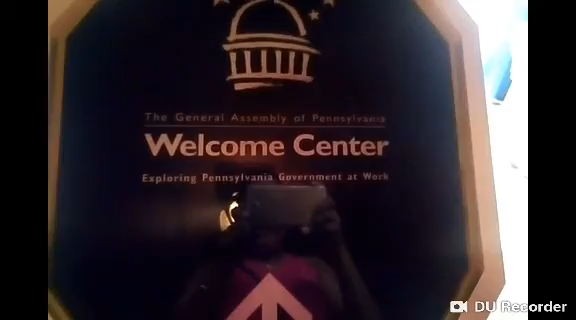 The General Assembly of Pennsylvania
Welcome Center
Exploring Pennsylvania Government at Work
DU Recorder